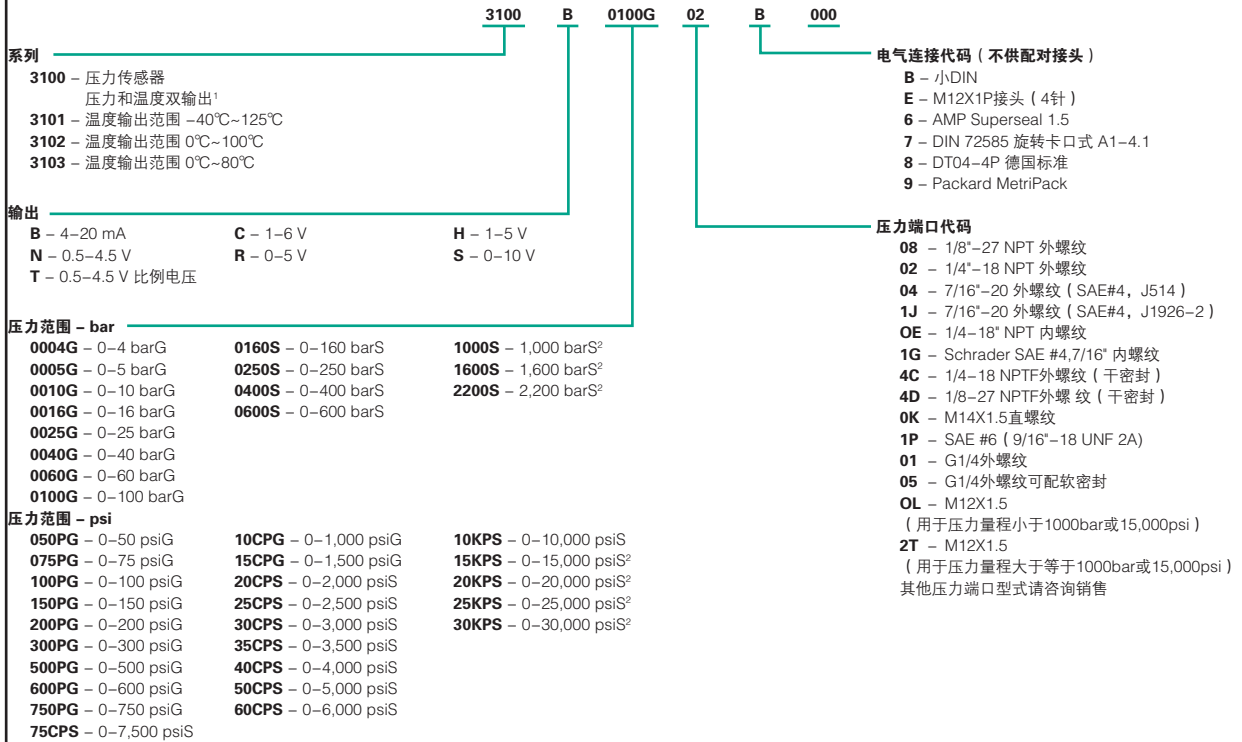 3100 B 0100G 02 B 000
系列
3100 – 压力传感器
压力和温度双输出¹
3101 – 温度输出范围 –40℃~125℃
3102 – 温度输出范围 0℃~100℃
3103 – 温度输出范围 0℃~80℃
输出
B – 4–20 mA C – 1–6 V H – 1–5 V
N – 0.5–4.5 V R – 0–5 V S – 0–10 V
T – 0.5–4.5 V 比例电压
压力范围 – bar
0004G – 0–4 barG 0160S – 0–160 barS 1000S – 1,000 barS²
0005G – 0–5 barG 0250S – 0–250 barS 1600S – 1,600 barS²
0010G – 0–10 barG 0400S – 0–400 barS 2200S – 2,200 barS²
0016G – 0–16 barG 0600S – 0–600 barS
0025G – 0–25 barG
0040G – 0–40 barG
0060G – 0–60 barG
0100G – 0–100 barG
压力范围 – psi
050PG – 0–50 psiG 10CPG – 0–1,000 psiG 10KPS – 0–10,000 psiS
075PG – 0–75 psiG 15CPG – 0–1,500 psiG 15KPS – 0–15,000 psiS²
100PG – 0–100 psiG 20CPS – 0–2,000 psiS 20KPS – 0–20,000 psiS²
150PG – 0–150 psiG 25CPS – 0–2,500 psiS 25KPS – 0–25,000 psiS²
200PG – 0–200 psiG 30CPS – 0–3,000 psiS 30KPS – 0–30,000 psiS²
300PG – 0–300 psiG 35CPS – 0–3,500 psiS
500PG – 0–500 psiG 40CPS – 0–4,000 psiS
600PG – 0–600 psiG 50CPS – 0–5,000 psiS
750PG – 0–750 psiG 60CPS – 0–6,000 psiS
75CPS – 0–7,500 psiS
电气连接代码（不供配对接头）
B – 小DIN
E – M12X1P接头（4针）
6 – AMP Superseal 1.5
7 – DIN 72585 旋转卡口式 A1–4.1
8 – DT04–4P 德国标准
9 – Packard MetriPack
压力端口代码
08 – 1/8"–27 NPT 外螺纹
02 – 1/4"–18 NPT 外螺纹
04 – 7/16"–20 外螺纹（SAE#4，J514）
1J – 7/16"–20 外螺纹（SAE#4，J1926–2）
OE – 1/4–18" NPT 内螺纹
1G – Schrader SAE #4,7/16" 内螺纹
4C – 1/4–18 NPTF外螺纹（干密封）
4D – 1/8–27 NPTF外螺 纹（干密封）
0K – M14X1.5直螺纹
1P – SAE #6（9/16"–18 UNF 2A)
01 – G1/4外螺纹
05 – G1/4外螺纹可配软密封
OL – M12X1.5
（用于压力量程小于1000bar或15,000psi）
2T – M12X1.5
（用于压力量程大于等于1000bar或15,000psi）
其他压力端口型式请咨询销售